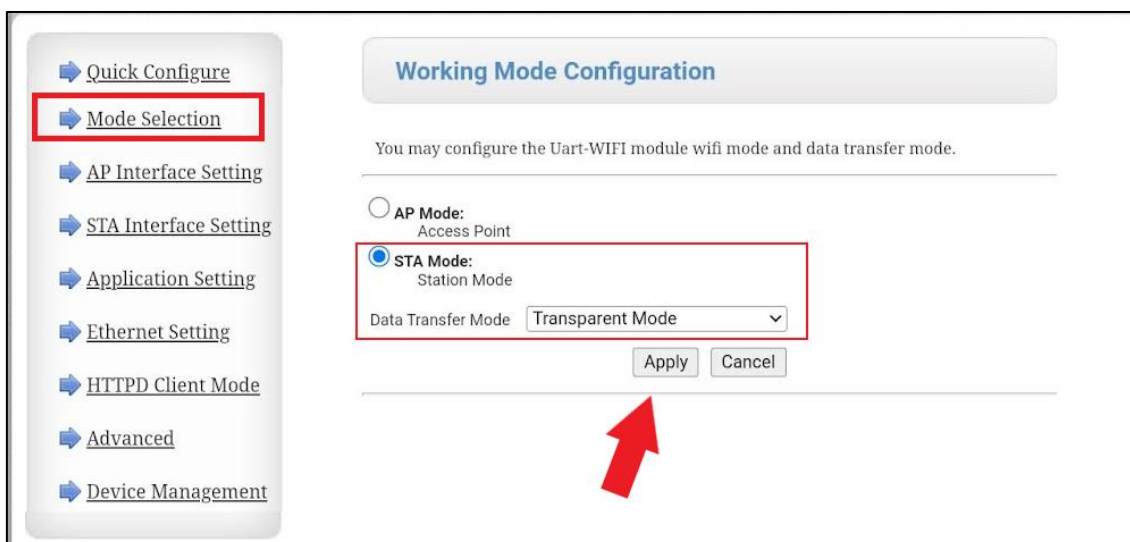 Quick Configure
Mode Selection
AP Interface Setting
STA Interface Setting
Application Setting
Ethernet Setting
HTTPD Client Mode
Advanced
Device Management
Working Mode Configuration
You may configure the Uart-WIFI module wifi mode and data transfer mode.
AP Mode:
Access Point
STA Mode:
Station Mode
Data Transfer Mode Transparent Mode
Apply Cancel